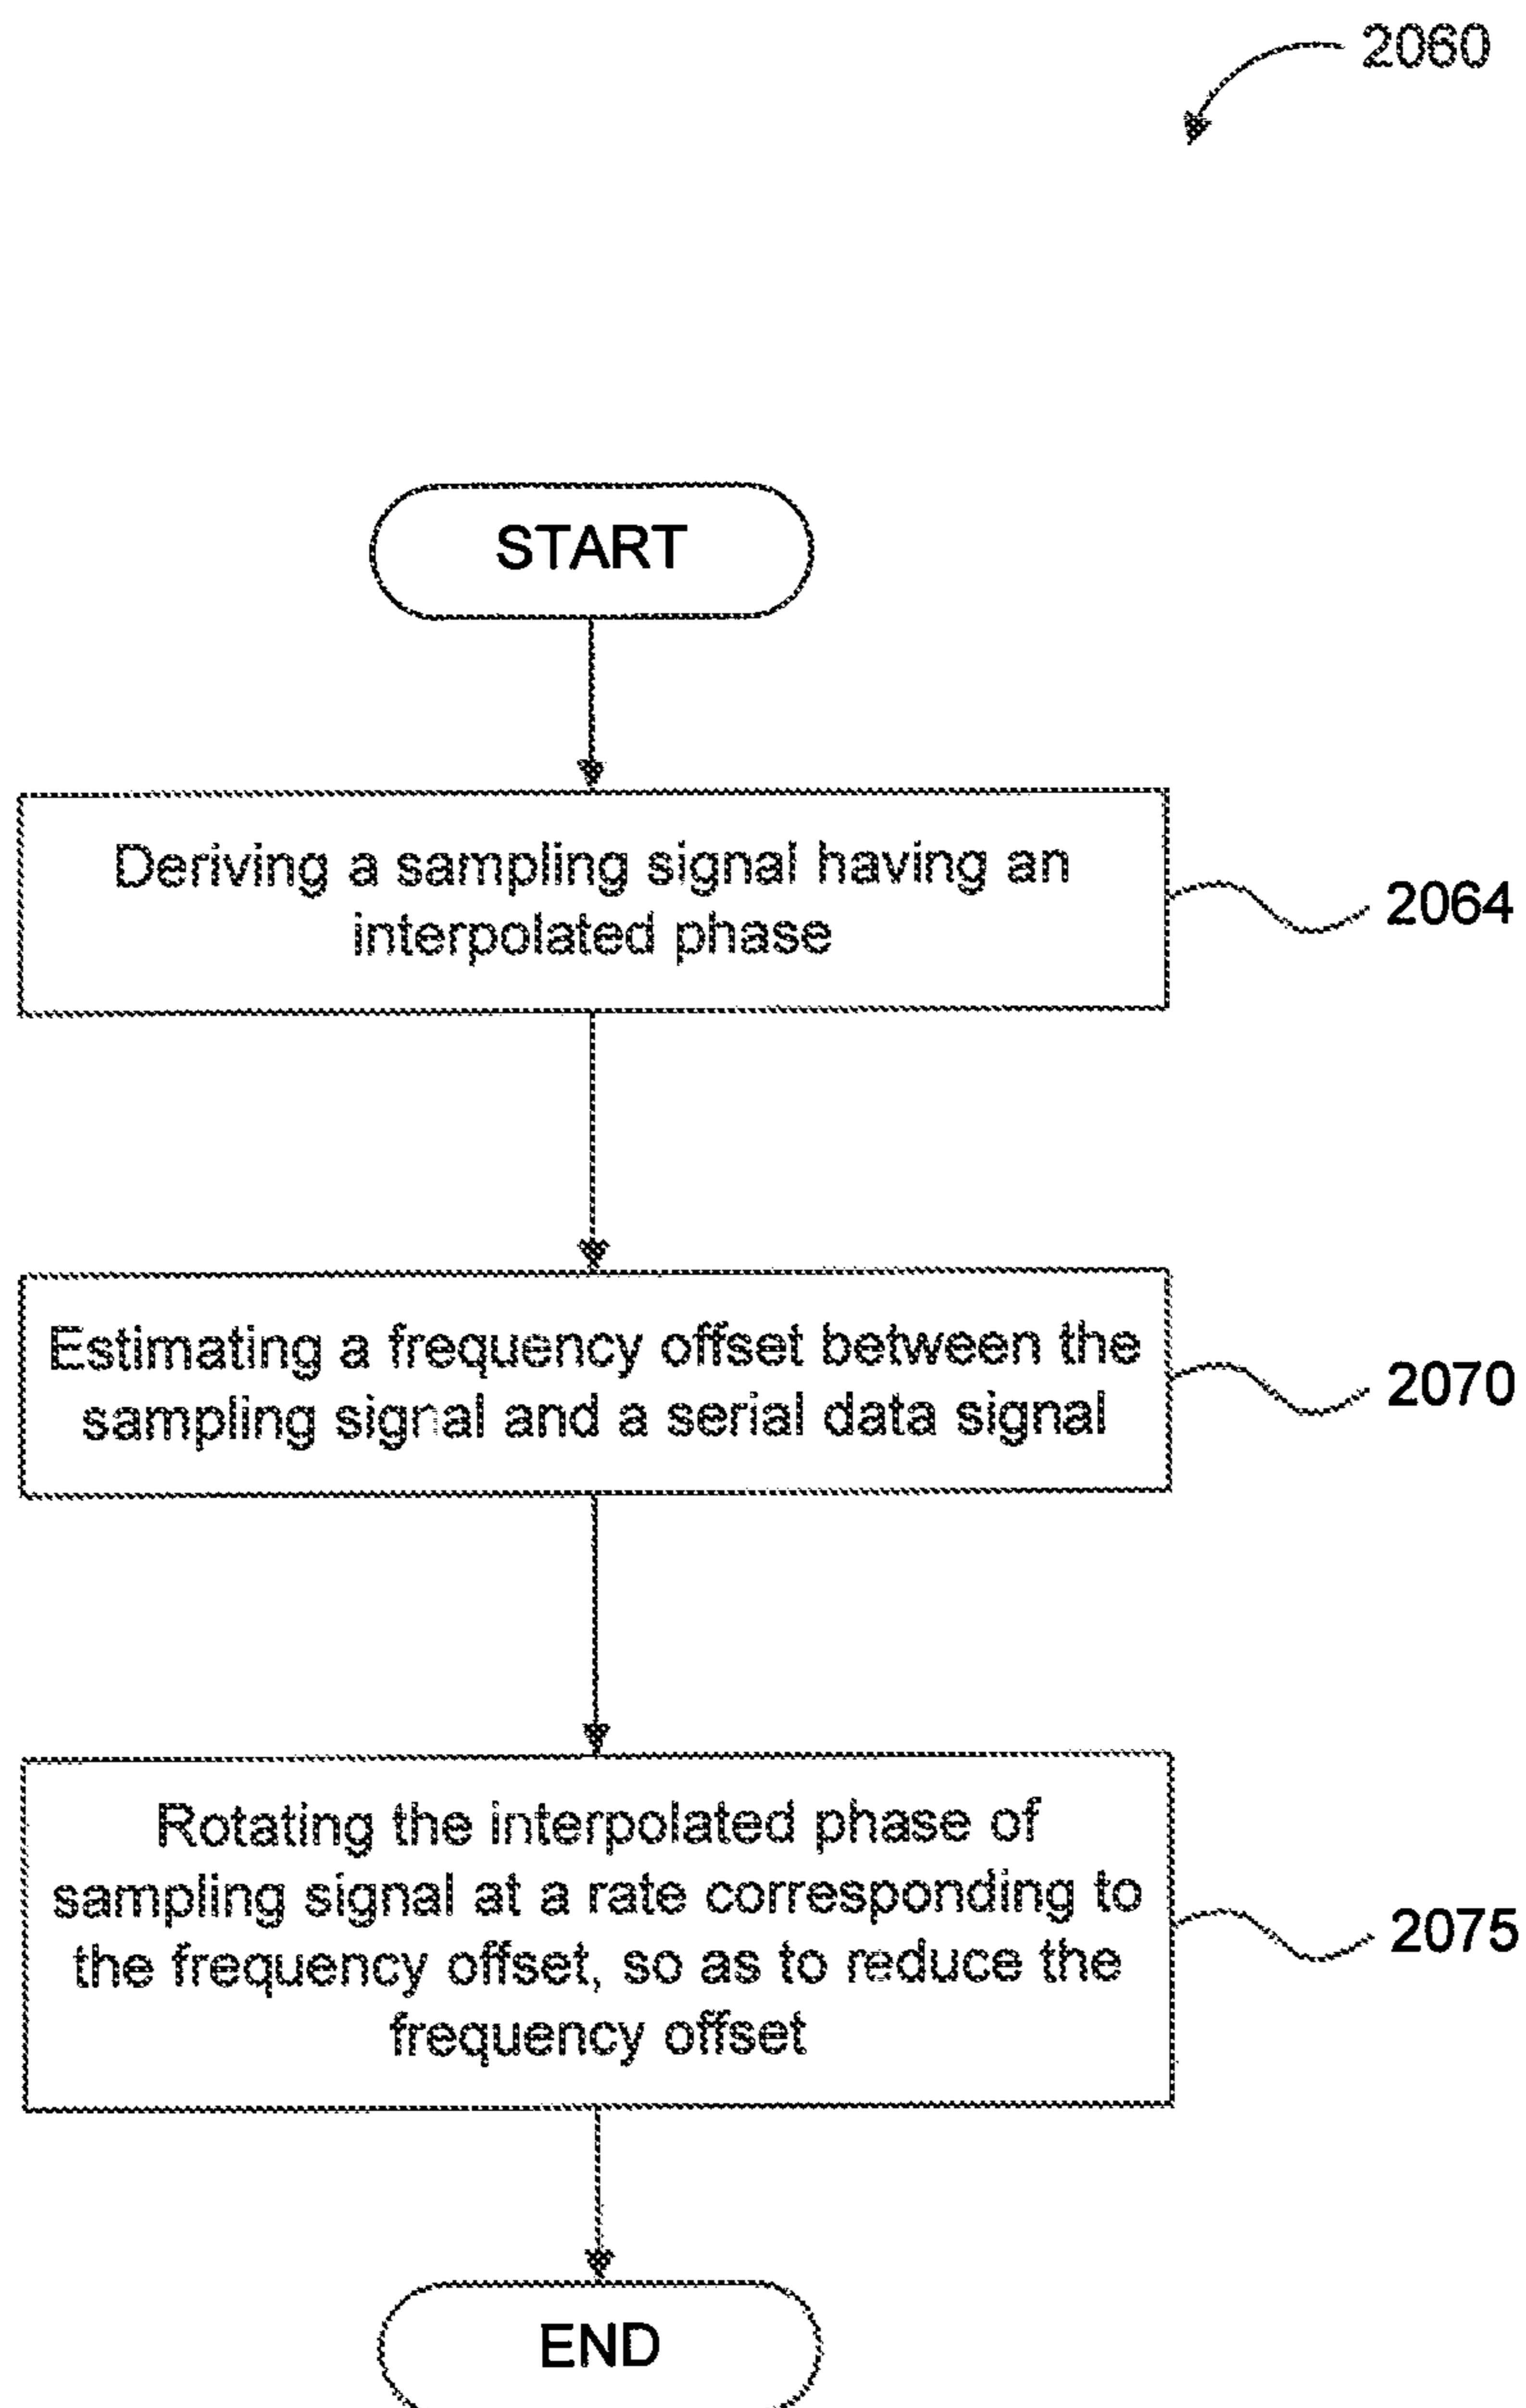 2060
START
Deriving a sampling signal having an
interpolated phase
2064
Estimating a frequency offset between the
sampling signal and a serial data signal
2070
Rotating the interpolated phase of
sampling signal at a rate corresponding to
the frequency offset, so as to reduce the
frequency offset
2075
END